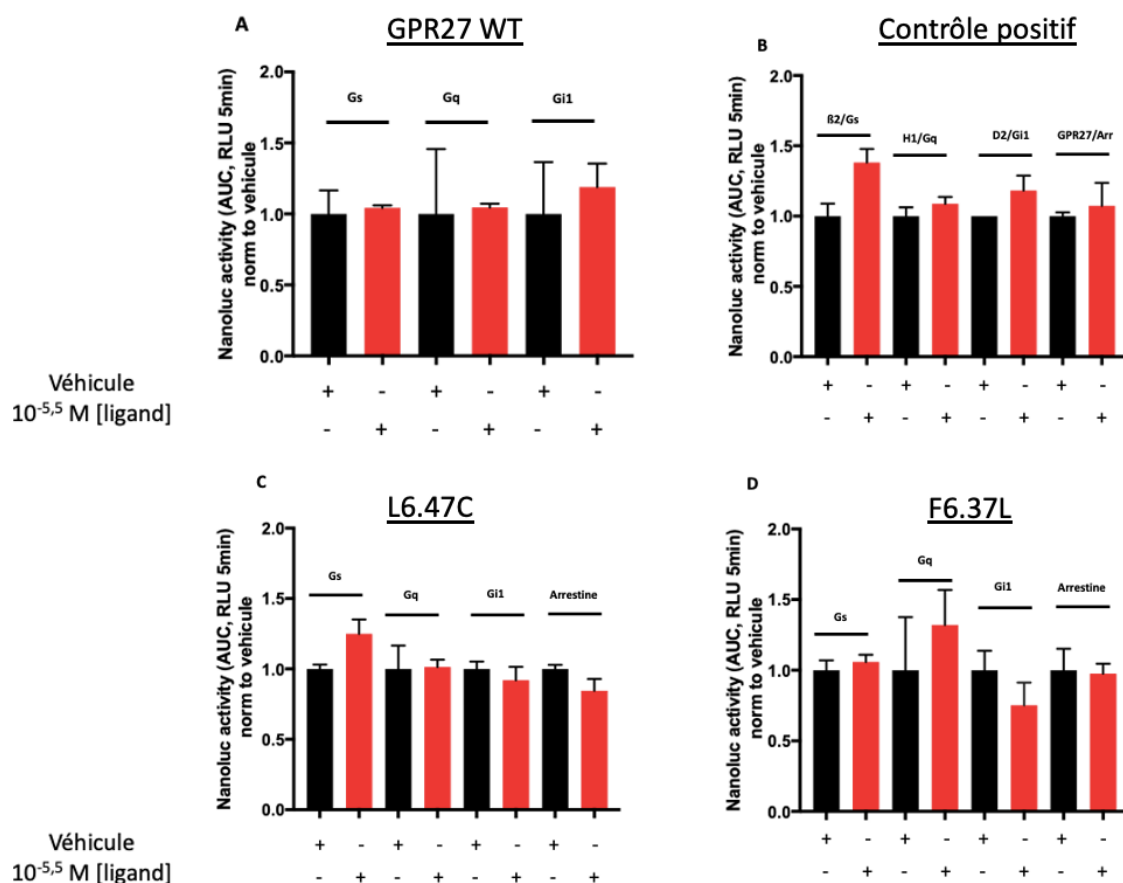 A
GPR27 WT
Nanoluc activity (AUC, RLU 5min)
norm to vehicule
2.0
1.5
1.0
0.5
0.0
Gs
Gq
Gi1
+ - + - + -
- + - + - +
B
Contrôle positif
Nanoluc activity (AUC, RLU 5min)
norm to vehicule
2.0
1.5
1.0
0.5
0.0
ß2/Gs
H1/Gq
D2/Gi1
GPR27/Arr
+ - + - + - + -
- + - + - + - +
Véhicule
10-5,5 M [ligand]
C
L6.47C
Nanoluc activity (AUC, RLU 5min)
norm to vehicule
2.0
1.5
1.0
0.5
0.0
Gs
Gq
Gi1
Arrestine
+ - + - + - + -
- + - + - + - +
D
F6.37L
Nanoluc activity (AUC, RLU 5min)
norm to vehicule
2.0
1.5
1.0
0.5
0.0
Gs
Gq
Gi1
Arrestine
+ - + - + - + -
- + - + - + - +
Véhicule
10-5,5 M [ligand]